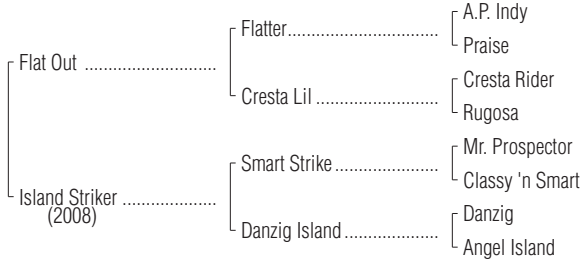 A.P. Indy
Flatter
Praise
Flat Out
Cresta Rider
Cresta Lil
Rugosa
Mr. Prospector
Smart Strike
Classy 'n Smart
Island Striker
(2008)
Danzig
Danzig Island
Angel Island